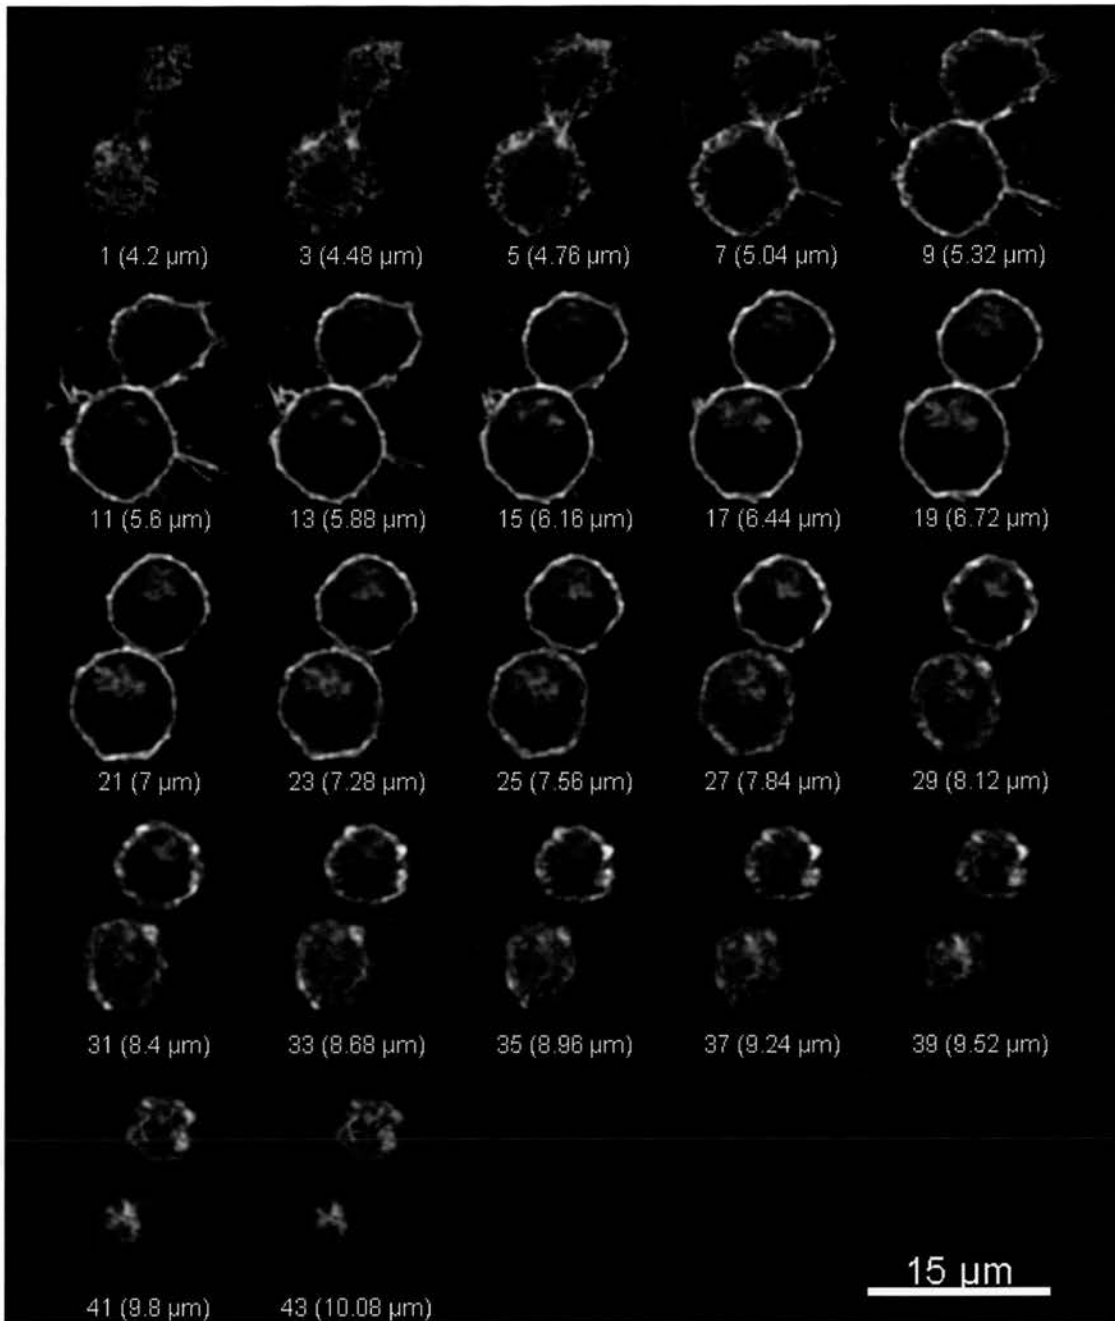 1 (4.2 µm) 3 (4.48 µm) 5 (4.76 µm) 7 (5.04 µm) 9 (5.32 µm)
11 (5.6 µm) 13 (5.88 µm) 15 (6.16 µm) 17 (6.44 µm) 19 (6.72 µm)
21 (7 µm) 23 (7.28 µm) 25 (7.56 µm) 27 (7.84 µm) 29 (8.12 µm)
31 (8.4 µm) 33 (8.68 µm) 35 (8.96 µm) 37 (9.24 µm) 39 (9.52 µm)
15 µm
41 (9.8 µm) 43 (10.08 µm)